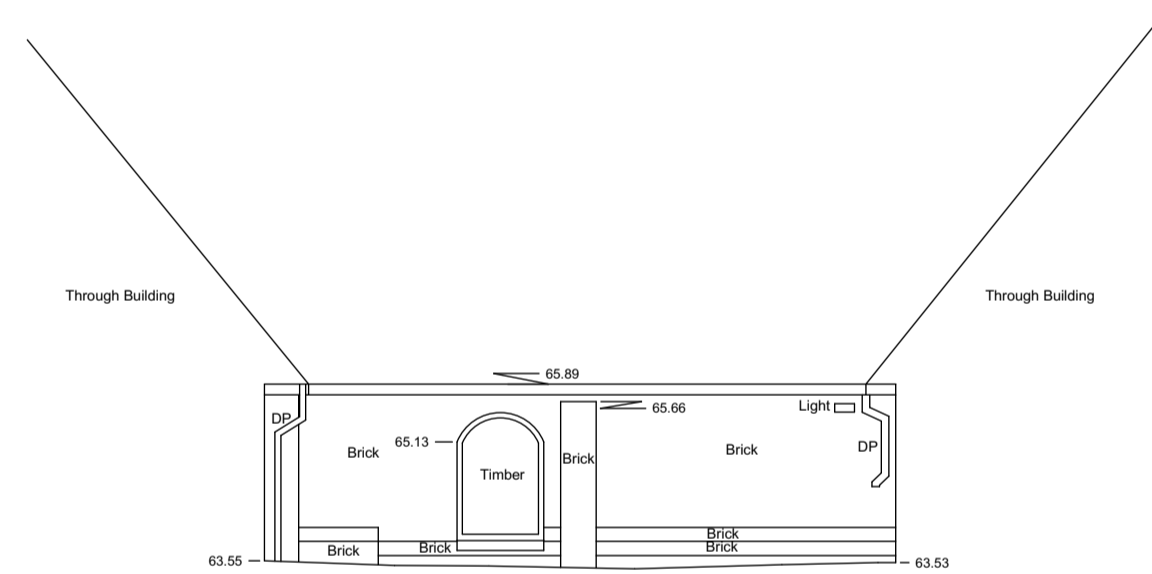 Through Building
Through Building
65.89
65.66
Light
DP
65.13
Brick
Brick
Brick
DP
Timber
Brick
Brick
Brick
Brick
63.55
63.53